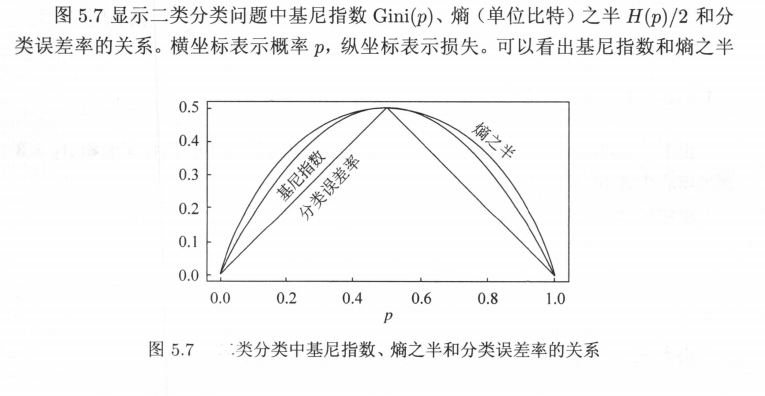 图 5.7 显示二类分类问题中基尼指数 Gini(p)、熵（单位比特）之半 H(p)/2 和分
类误差率的关系。横坐标表示概率 p，纵坐标表示损失。可以看出基尼指数和熵之半
0.5
0.4
0.3
0.2
0.1
0.0
熵之半
基尼指数
分类误差率
0.0 0.2 0.4 0.6 0.8 1.0
p
图 5.7 类分类中基尼指数、熵之半和分类误差率的关系